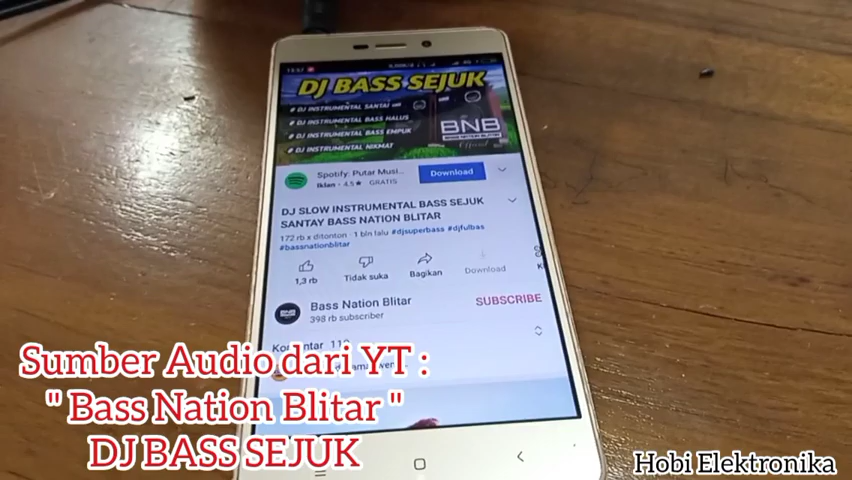 DJ BASS SEJUK
# DJ INSTRUMENTAL SANTAI
# DJ INSTRUMENTAL BASS HALUS
# DJ INSTRUMENTAL BASS EMPUK
# DJ INSTRUMENTAL NIKMAT
BNB
Official
Spotify: Putar Musi...
Iklan - 4.5★ GRATIS
Download
DJ SLOW INSTRUMENTAL BASS SEJUK
SANTAY BASS NATION BLITAR
172 rb x ditonton · 1 bln lalu #djsuperbass #djfulbas
#bassnationblitar
1,3 rb
Tidak suka
Bagikan
Download
Bass Nation Blitar
398 rb subscriber
SUBSCRIBE
Sumber Audio dari YT :
" Bass Nation Blitar "
DJ BASS SEJUK
Hobi Elektronika